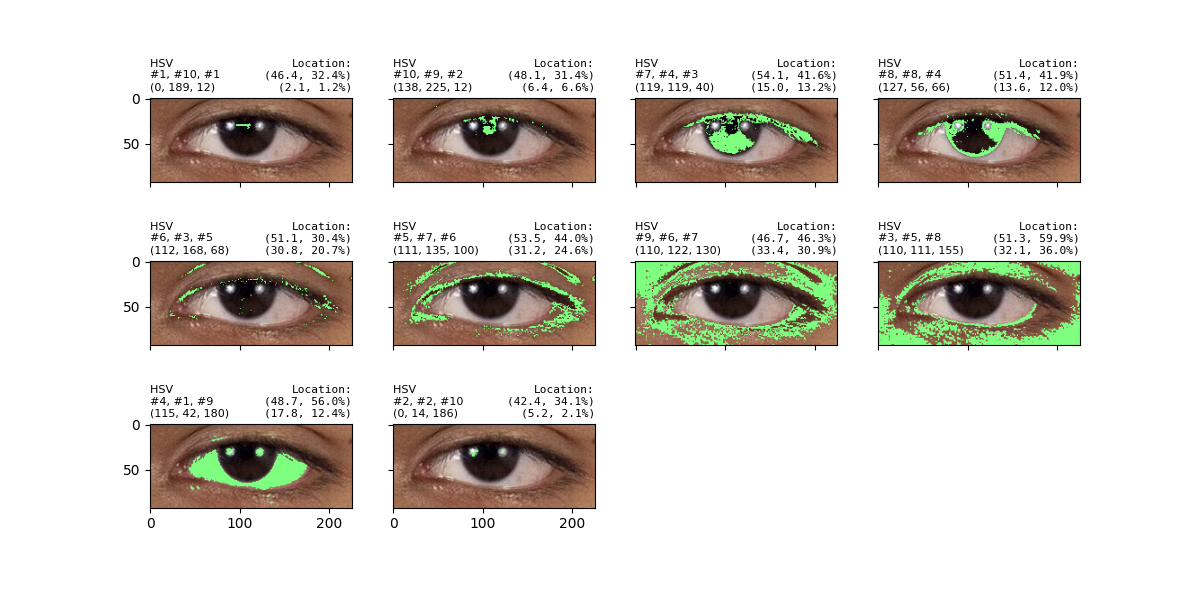 HSV Location:
#1, #10, #1 (46.4, 32.4%)
(0, 189, 12) (2.1, 1.2%)
HSV Location:
#10, #9, #2 (48.1, 31.4%)
(138, 225, 12) (6.4, 6.6%)
HSV Location:
#7, #4, #3 (54.1, 41.6%)
(119, 119, 40) (15.0, 13.2%)
HSV Location:
#8, #8, #4 (51.4, 41.9%)
(127, 56, 66) (13.6, 12.0%)
0
50
HSV Location:
#6, #3, #5 (51.1, 30.4%)
(112, 168, 68) (30.8, 20.7%)
HSV Location:
#5, #7, #6 (53.5, 44.0%)
(111, 135, 100) (31.2, 24.6%)
HSV Location:
#9, #6, #7 (46.7, 46.3%)
(110, 122, 130) (33.4, 30.9%)
HSV Location:
#3, #5, #8 (51.3, 59.9%)
(110, 111, 155) (32.1, 36.0%)
0
50
HSV Location:
#4, #1, #9 (48.7, 56.0%)
(115, 42, 180) (17.8, 12.4%)
HSV Location:
#2, #2, #10 (42.4, 34.1%)
(0, 14, 186) (5.2, 2.1%)
0
50
0 100 200
0 100 200